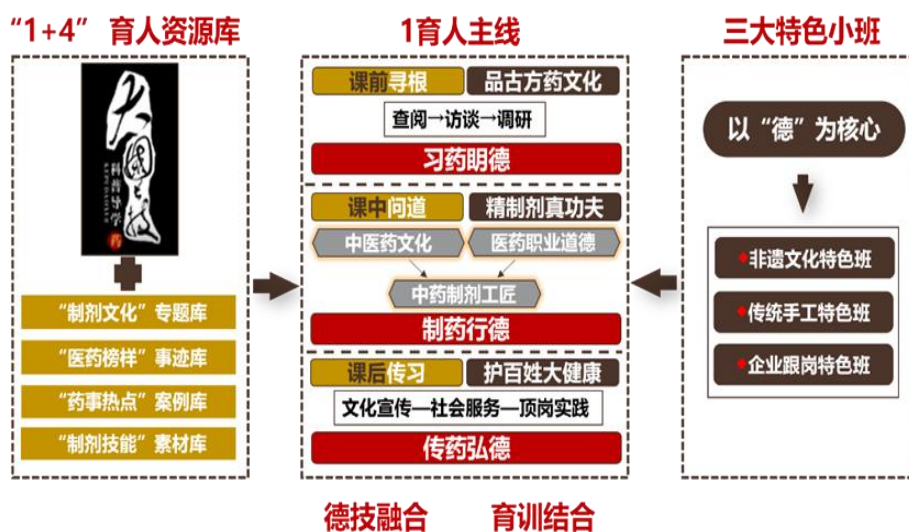 “1+4” 育人资源库
大國之技
科普导学
药
“制剂文化” 专题库
“医药榜样” 事迹库
“药事热点” 案例库
“制剂技能” 素材库
1育人主线
课前寻根
品古方药文化
查阅→访谈→调研
习药明德
课中问道
精制剂真功夫
中医药文化
医药职业道德
中药制剂工匠
制药行德
课后传习
护百姓大健康
文化宣传—社会服务—顶岗实践
传药弘德
三大特色小班
以 “德” 为核心
非遗文化特色班
传统手工特色班
企业跟岗特色班
德技融合 育训结合